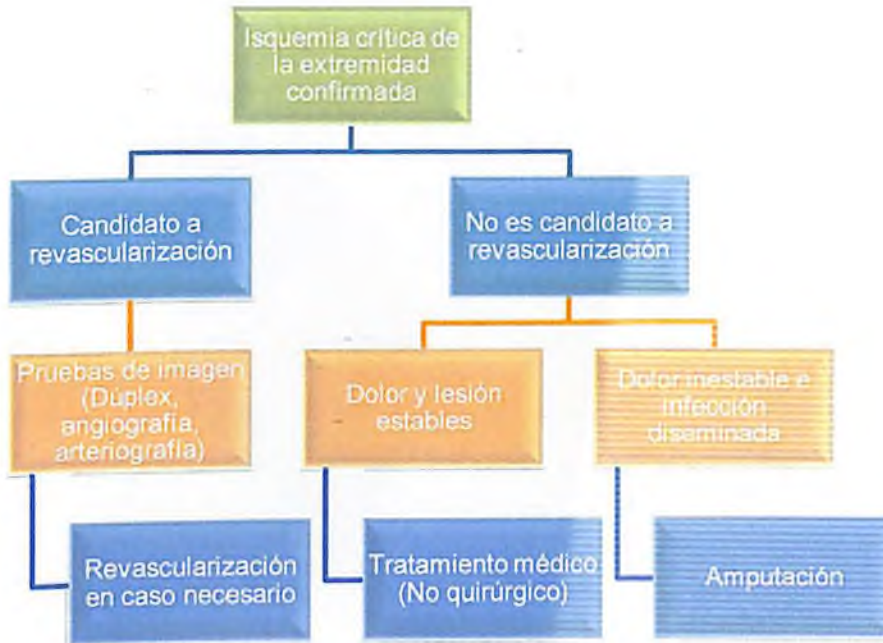 Isquemia crítica de
la extremidad
confirmada
Candidato a
revascularización
No es candidato a
revascularización
Pruebas de imagen
(Dúplex,
angiografía,
arteriografía)
Dolor y lesión
estables
Dolor inestable e
infección
diseminada
Revascularización
en caso necesario
Tratamiento médico
(No quirúrgico)
Amputación